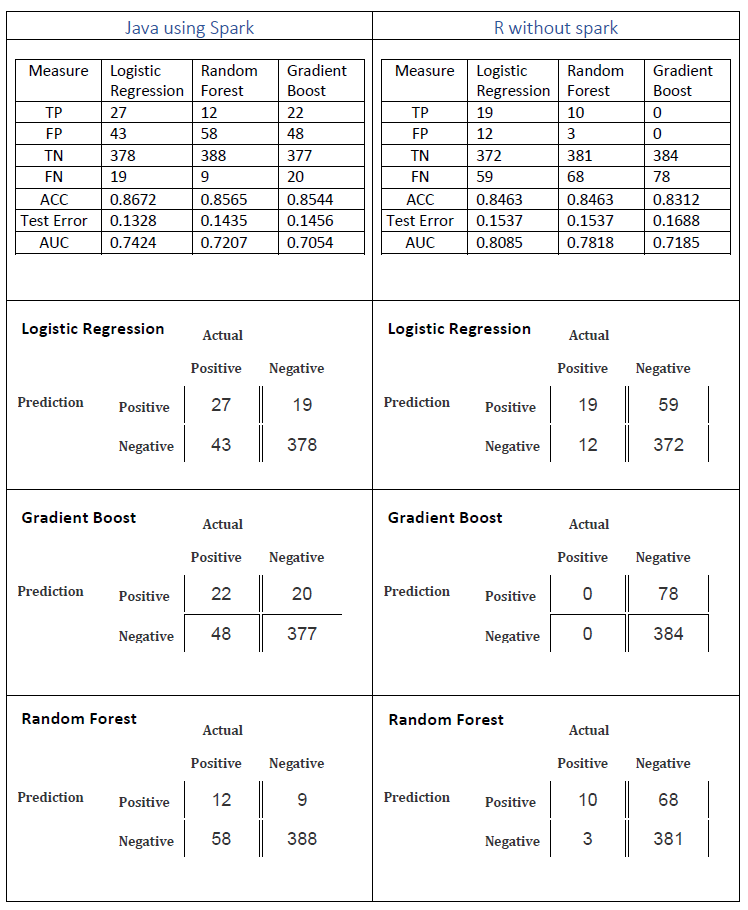 Java using Spark
R without spark
Measure Logistic Regression Random Forest Gradient Boost
TP 27 12 22
FP 43 58 48
TN 378 388 377
FN 19 9 20
ACC 0.8672 0.8565 0.8544
Test Error 0.1328 0.1435 0.1456
AUC 0.7424 0.7207 0.7054
Measure Logistic Regression Random Forest Gradient Boost
TP 19 10 0
FP 12 3 0
TN 372 381 384
FN 59 68 78
ACC 0.8463 0.8463 0.8312
Test Error 0.1537 0.1537 0.1688
AUC 0.8085 0.7818 0.7185
Logistic Regression
Actual
Positive Negative
Prediction
Positive 27 19
Negative 43 378
Logistic Regression
Actual
Positive Negative
Prediction
Positive 19 59
Negative 12 372
Gradient Boost
Actual
Positive Negative
Prediction
Positive 22 20
Negative 48 377
Gradient Boost
Actual
Positive Negative
Prediction
Positive 0 78
Negative 0 384
Random Forest
Actual
Positive Negative
Prediction
Positive 12 9
Negative 58 388
Random Forest
Actual
Positive Negative
Prediction
Positive 10 68
Negative 3 381